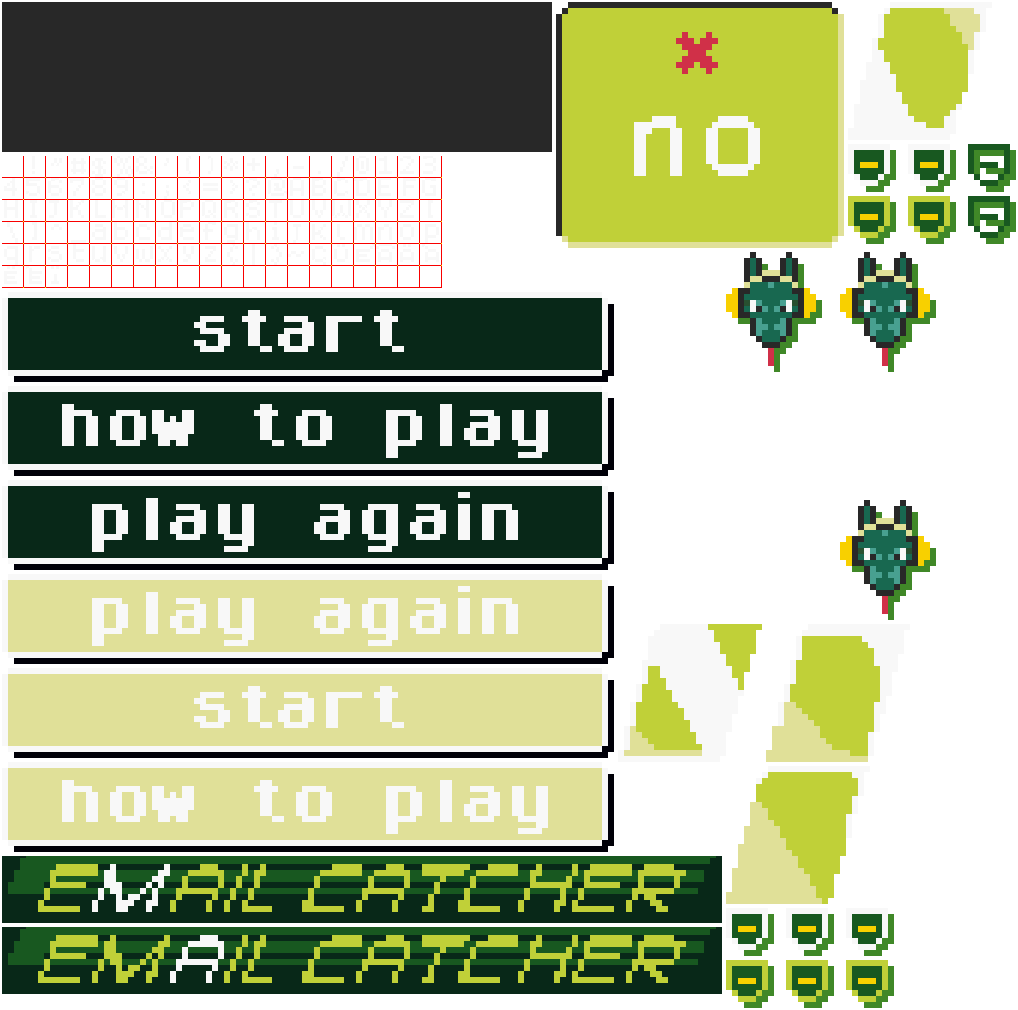 no
start
how to play
play again
play again
start
how to play
EMAIL CATCHER
EMAIL CATCHER